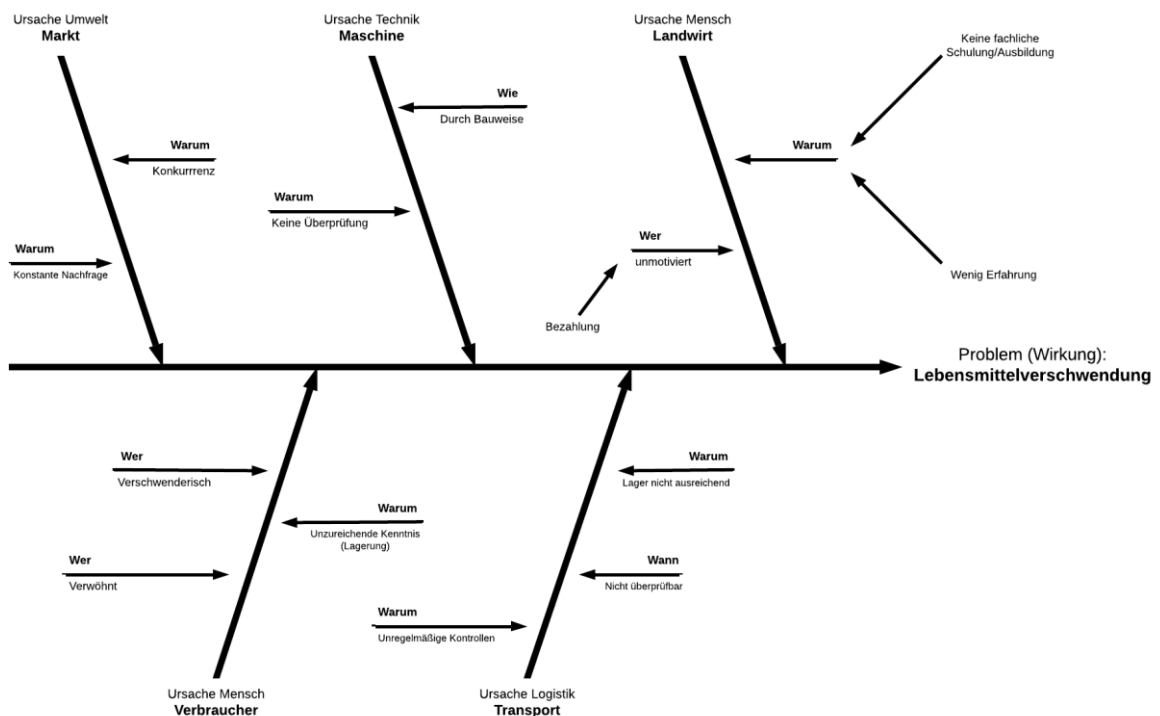 Ursache Umwelt
Markt
Ursache Technik
Maschine
Ursache Mensch
Landwirt
Keine fachliche
Schulung/Ausbildung
Wie
Durch Bauweise
Warum
Konkurrrenz
Warum
Warum
Keine Überprüfung
Warum
Konstante Nachfrage
Wer
unmotiviert
Wenig Erfahrung
Bezahlung
Problem (Wirkung):
Lebensmittelverschwendung
Wer
Verschwenderisch
Warum
Lager nicht ausreichend
Warum
Unzureichende Kenntnis
(Lagerung)
Wer
Verwöhnt
Wann
Nicht überprüfbar
Warum
Unregelmäßige Kontrollen
Ursache Mensch
Verbraucher
Ursache Logistik
Transport